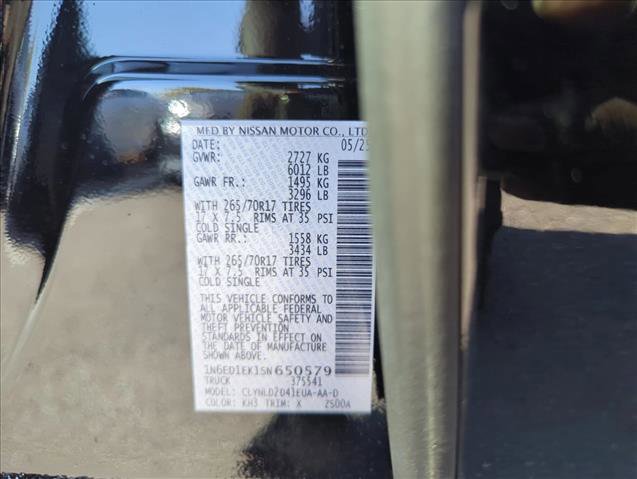 MFD BY NISSAN MOTOR CO., LTD
DATE: 05/25
GVWR: 2727 KG
6012 LB
GAWR FR.: 1495 KG
3296 LB
WITH 265/70R17 TIRES
17 X 7.5 RIMS AT 35 PSI
COLD SINGLE
GAWR RR.: 1558 KG
3434 LB
WITH 265/70R17 TIRES
17 X 7.5 RIMS AT 35 PSI
COLD SINGLE
THIS VEHICLE CONFORMS TO
ALL APPLICABLE FEDERAL
MOTOR VEHICLE SAFETY AND
THEFT PREVENTION
STANDARDS IN EFFECT ON
THE DATE OF MANUFACTURE
SHOWN ABOVE.
1N6ED1EK1SN650579
TRUCK 375541
MODEL: CLYNLD2D41EUA-AA-D
COLOR: KH3 TRIM: X 2S00A